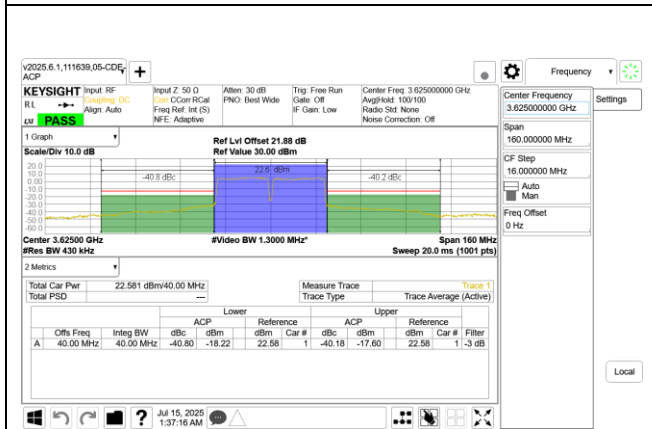 v2025.6.1,111639,05-CDE-
ACP
Frequency
KEYSIGHT
Input: RF
Coupling: DC
Align: Auto
Input Z: 50 Ω
Corr CCorr RCal
Freq Ref: Int (S)
NFE: Adaptive
Atten: 30 dB
PNO: Best Wide
Trig: Free Run
Gate: Off
IF Gain: Low
Center Freq: 3.625000000 GHz
Avg|Hold: 100/100
Radio Std: None
Noise Correction: Off
RL
LXI
PASS
Center Frequency
3.625000000 GHz
Settings
Span
160.000000 MHz
CF Step
16.000000 MHz
Auto
Man
Freq Offset
0 Hz
1 Graph
Scale/Div 10.0 dB
Ref Lvl Offset 21.88 dB
Ref Value 30.00 dBm
20.0
10.0
0.00
-10.0
-20.0
-30.0
-40.0
-50.0
-60.0
-40.8 dBc
22.6 dBm
-40.2 dBc
Center 3.62500 GHz
#Video BW 1.3000 MHz*
Span 160 MHz
#Res BW 430 kHz
Sweep 20.0 ms (1001 pts)
2 Metrics
Total Car Pwr 22.581 dBm/40.00 MHz
Total PSD ---
Measure Trace Trace 1
Trace Type Trace Average (Active)
Lower Upper
ACP Reference ACP Reference
Offs Freq Integ BW dBc dBm dBm Car # dBc dBm dBm Car # Filter
A 40.00 MHz 40.00 MHz -40.80 -18.22 22.58 1 -40.18 -17.60 22.58 1 -3 dB
Local
Jul 15, 2025
1:37:16 AM